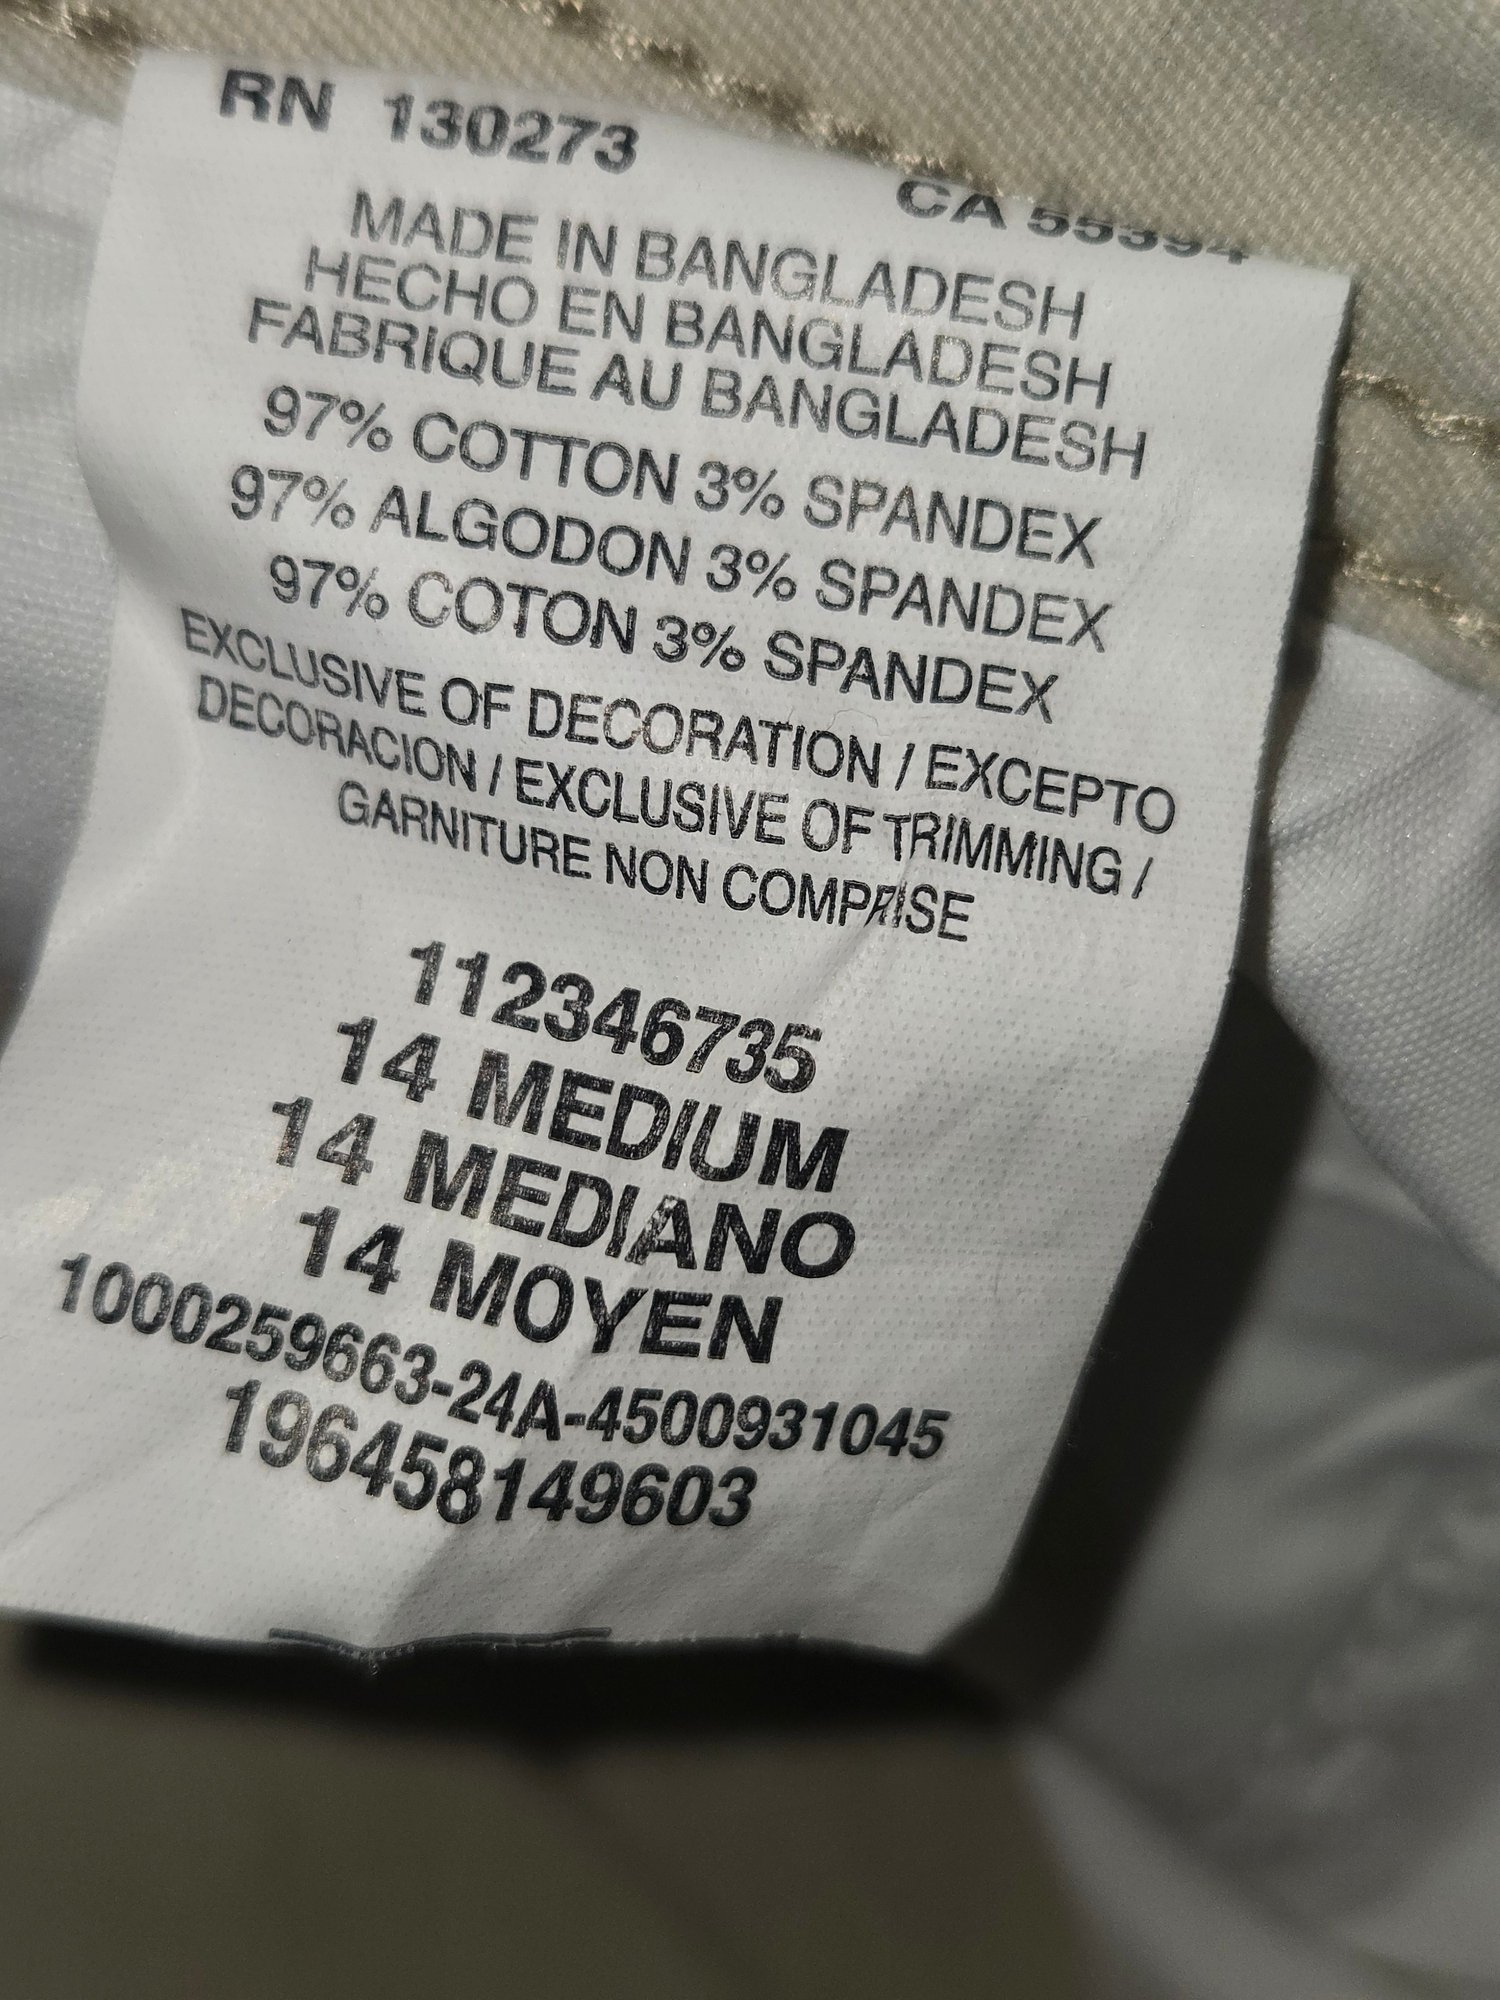 RN 130273
CA 55394
MADE IN BANGLADESH
HECHO EN BANGLADESH
FABRIQUE AU BANGLADESH
97% COTTON 3% SPANDEX
97% ALGODON 3% SPANDEX
97% COTON 3% SPANDEX
EXCLUSIVE OF DECORATION / EXCEPTO
DECORACION / EXCLUSIVE OF TRIMMING /
GARNITURE NON COMPRISE
112346735
14 MEDIUM
14 MEDIANO
14 MOYEN
1000259663-24A-4500931045
196458149603